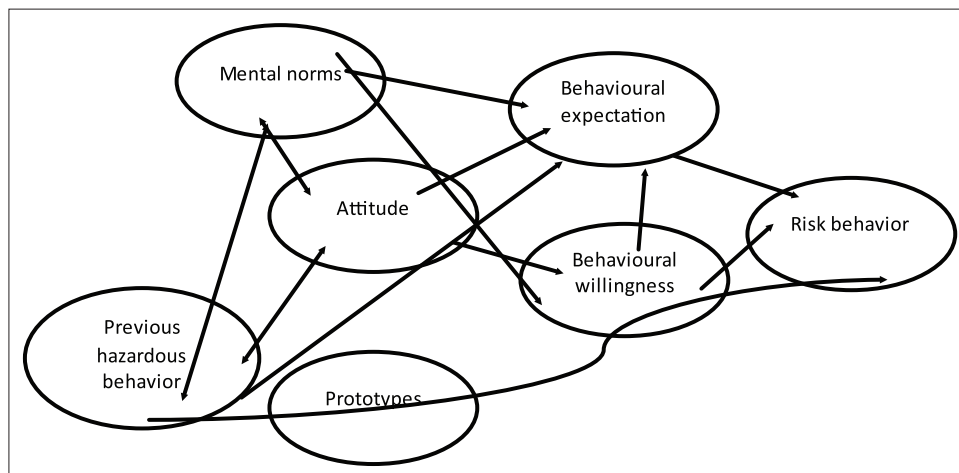 Mental norms
Behavioural
expectation
Attitude
Risk behavior
Behavioural
willingness
Previous
hazardous
behavior
Prototypes